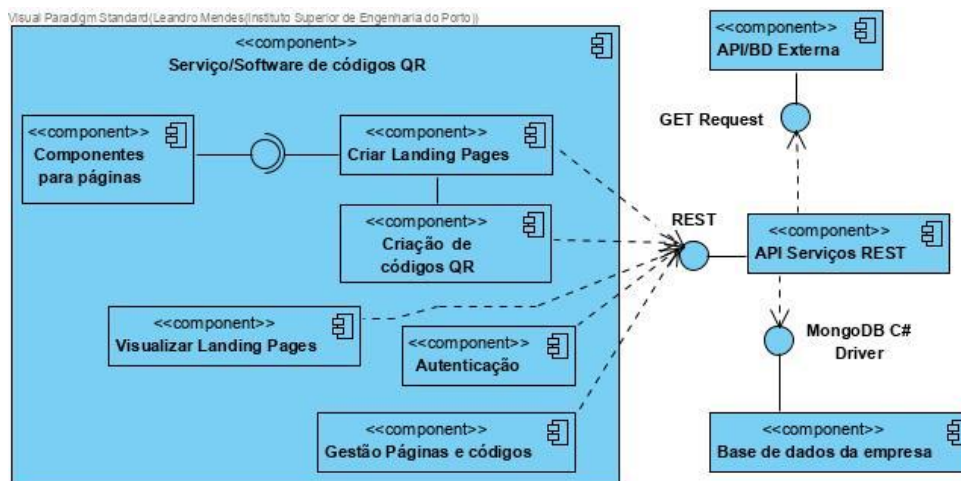 Visual Paradigm Standard(Leandro Mendes(Instituto Superior de Engenharia do Porto))
<<component>>
Serviço/Software de códigos QR
<<component>>
Componentes
para páginas
<<component>>
Criar Landing Pages
<<component>>
Criação de
códigos QR
<<component>>
Visualizar Landing Pages
<<component>>
Autenticação
<<component>>
Gestão Páginas e códigos
<<component>>
API/BD Externa
GET Request
REST
<<component>>
API Serviços REST
MongoDB C#
Driver
<<component>>
Base de dados da empresa